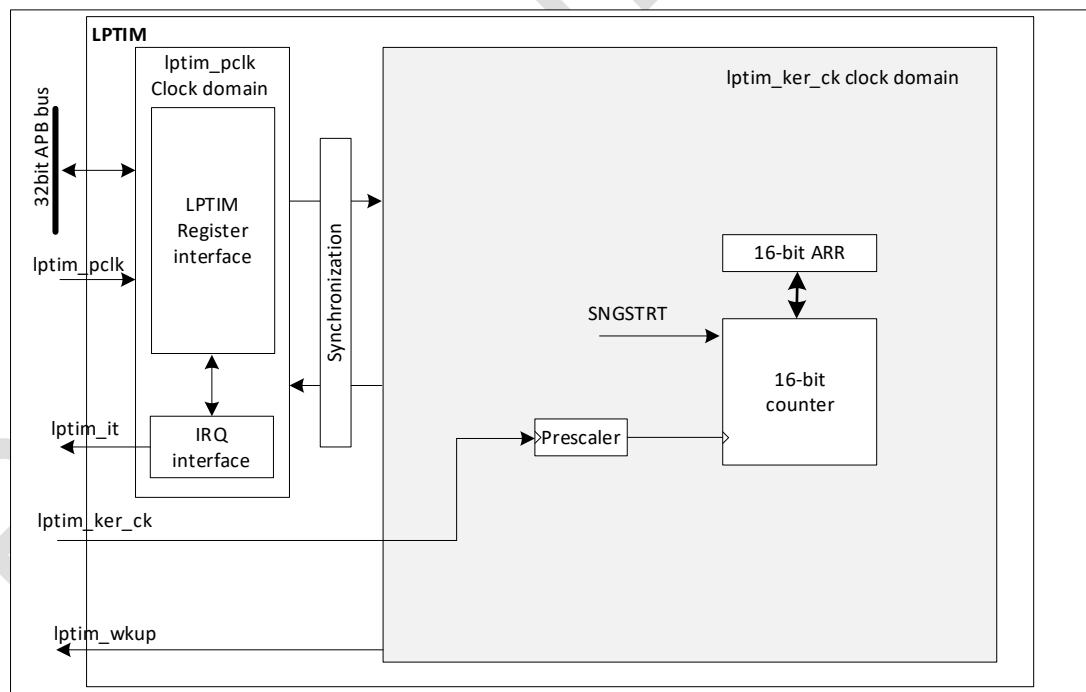 LPTIM
lptim_pclk
Clock domain
lptim_ker_ck clock domain
32bit APB bus
LPTIM
Register
interface
Synchronization
16-bit ARR
lptim_pclk
SNGSTRT
16-bit
counter
lptim_it
IRQ
interface
Prescaler
lptim_ker_ck
lptim_wkup